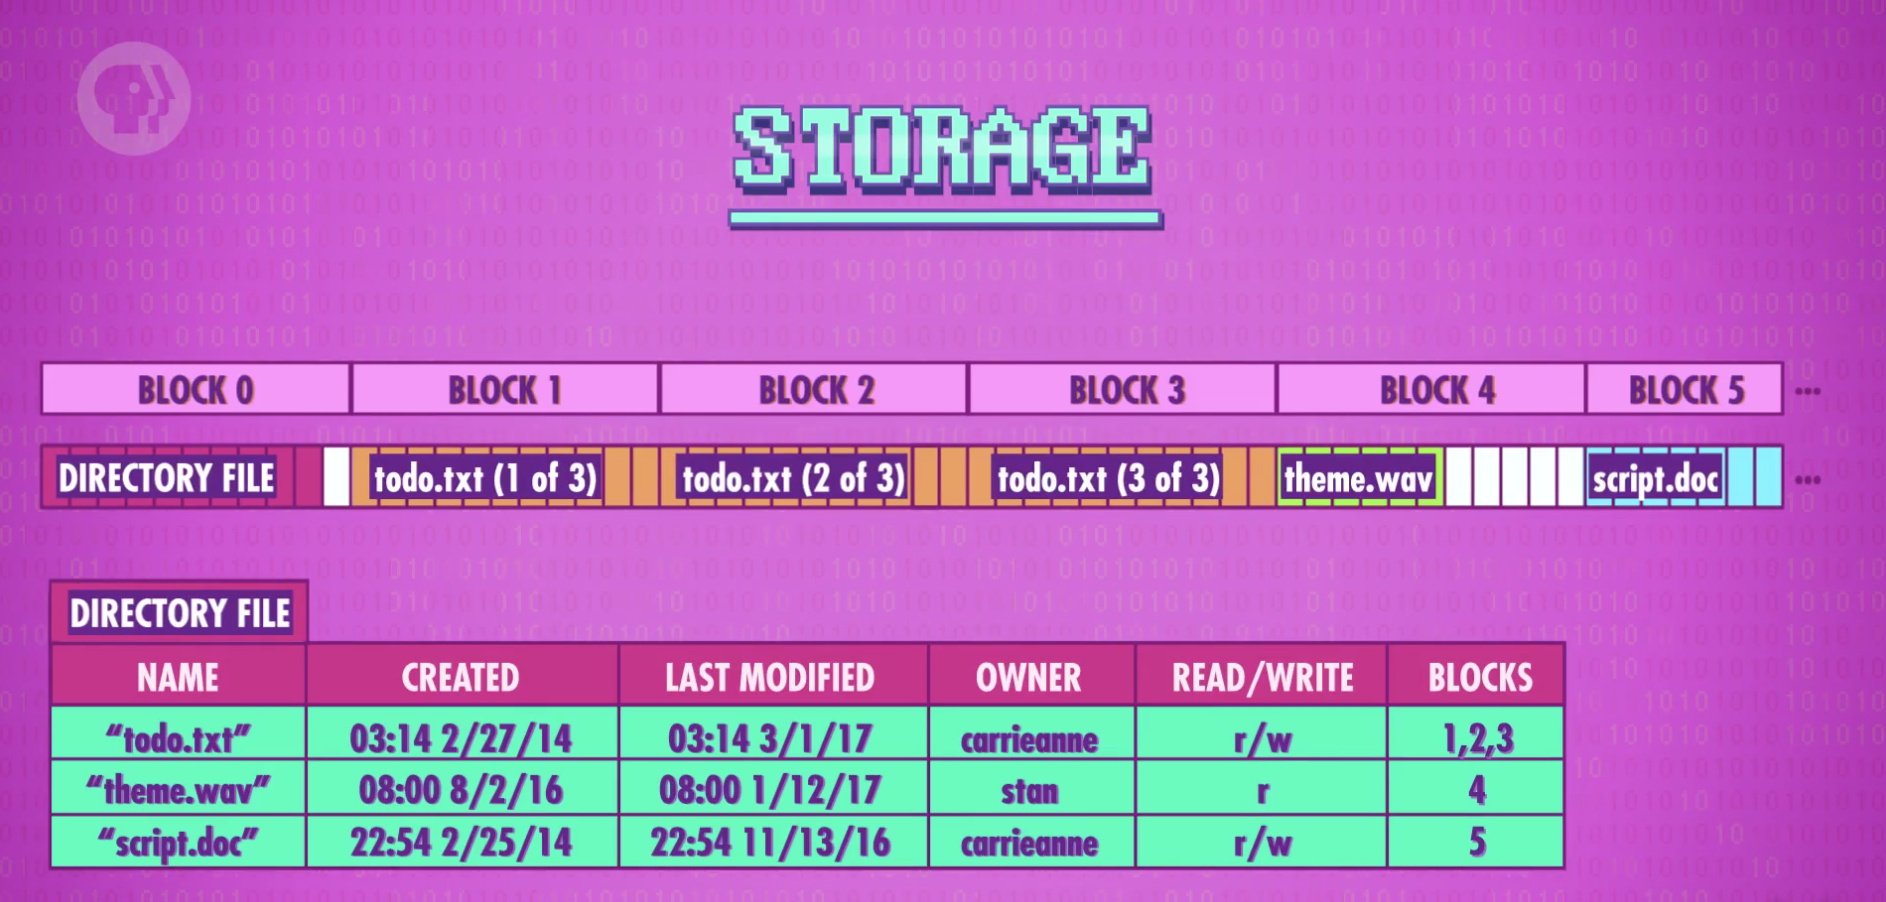 STORAGE
BLOCK 0 BLOCK 1 BLOCK 2 BLOCK 3 BLOCK 4 BLOCK 5 ...
DIRECTORY FILE todo.txt (1 of 3) todo.txt (2 of 3) todo.txt (3 of 3) theme.wav script.doc ...
DIRECTORY FILE
NAME CREATED LAST MODIFIED OWNER READ/WRITE BLOCKS
“todo.txt” 03:14 2/27/14 03:14 3/1/17 carrieanne r/w 1,2,3
“theme.wav” 08:00 8/2/16 08:00 1/12/17 stan r 4
“script.doc” 22:54 2/25/14 22:54 11/13/16 carrieanne r/w 5